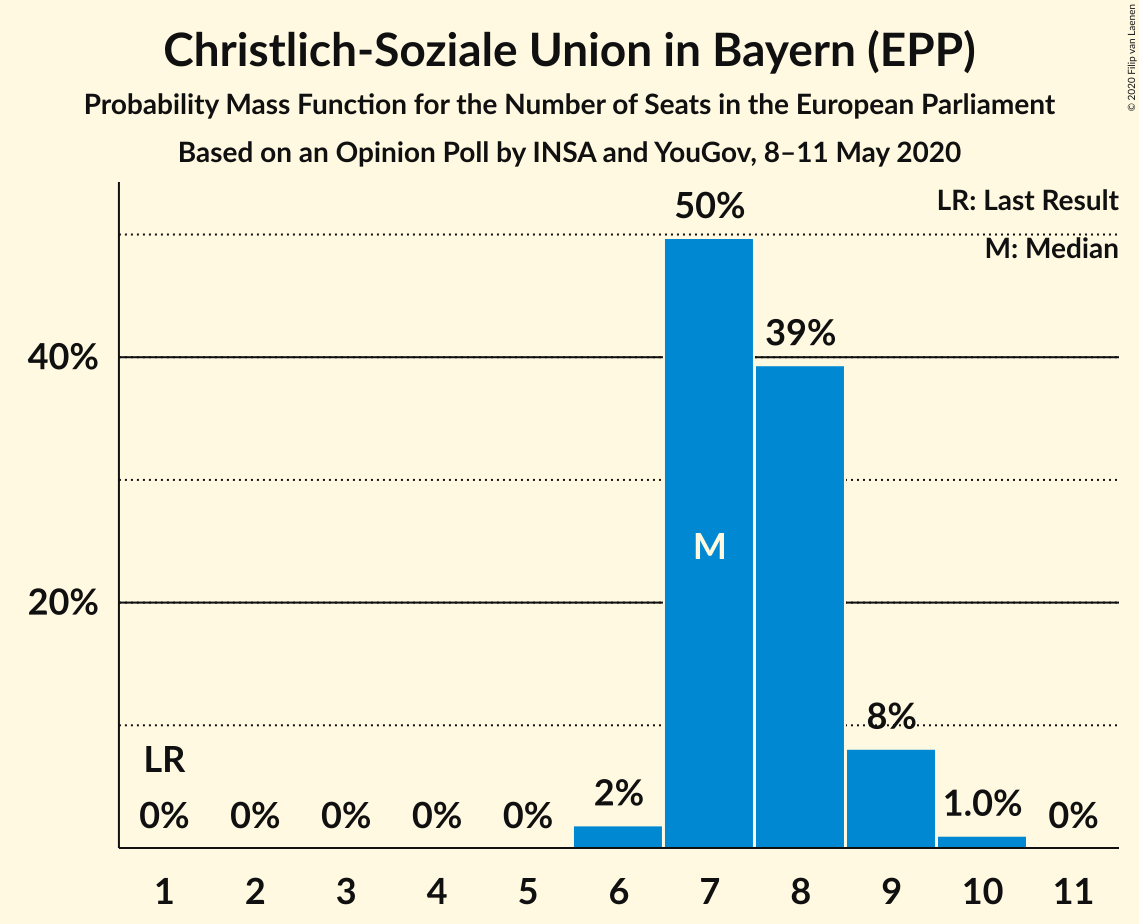 Christlich-Soziale Union in Bayern (EPP)
Probability Mass Function for the Number of Seats in the European Parliament
Based on an Opinion Poll by INSA and YouGov, 8–11 May 2020
© 2020 Filip van Laenen
LR: Last Result
M: Median
50%
39%
40%
M
20%
8%
LR
2%
1.0%
0% 0% 0% 0% 0% 0%
1 2 3 4 5 6 7 8 9 10 11